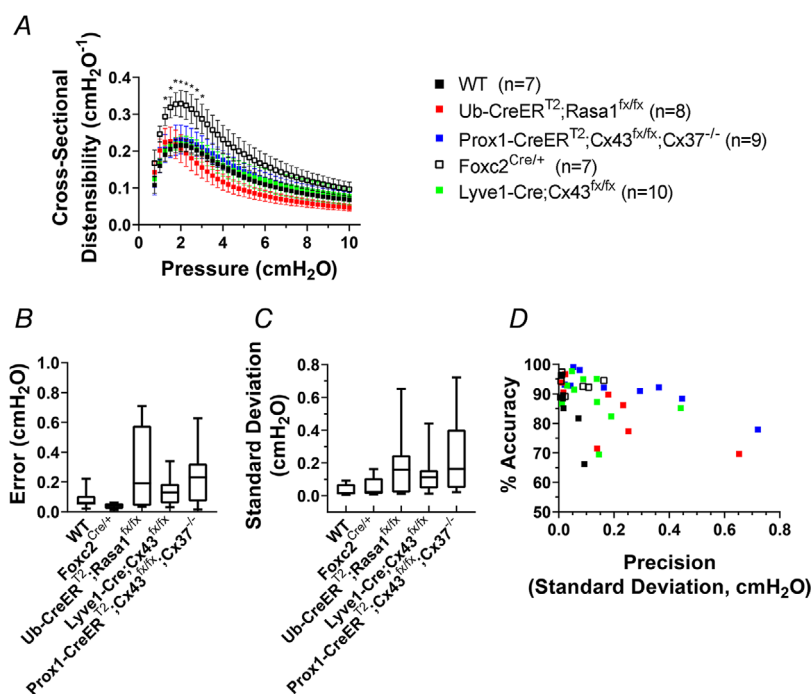 A
Cross-Sectional
Distensibility (cmH₂O⁻¹)
0.4
0.3
0.2
0.1
0.0
* * * * * * * *
0 2 4 6 8 10
Pressure (cmH₂O)
WT (n=7)
Ub-CreERᵀ²;Rasa1ᶠˣ/ᶠˣ (n=8)
Prox1-CreERᵀ²;Cx43ᶠˣ/ᶠˣ;Cx37⁻/⁻ (n=9)
Foxc2ᶜʳᵉ/⁺ (n=7)
Lyve1-Cre;Cx43ᶠˣ/ᶠˣ (n=10)
B
Error (cmH₂O)
1.0
0.8
0.6
0.4
0.2
0.0
WT
Foxc2ᶜʳᵉ/⁺
Ub-CreERᵀ²;Rasa1ᶠˣ/ᶠˣ
Lyve1-Cre;Cx43ᶠˣ/ᶠˣ
Prox1-CreERᵀ²;Cx43ᶠˣ/ᶠˣ;Cx37⁻/⁻
C
Standard Deviation
(cmH₂O)
0.8
0.6
0.4
0.2
0.0
WT
Foxc2ᶜʳᵉ/⁺
Ub-CreERᵀ²;Rasa1ᶠˣ/ᶠˣ
Lyve1-Cre;Cx43ᶠˣ/ᶠˣ
Prox1-CreERᵀ²;Cx43ᶠˣ/ᶠˣ;Cx37⁻/⁻
D
% Accuracy
100
90
80
70
60
50
0.0 0.2 0.4 0.6 0.8
Precision
(Standard Deviation, cmH₂O)